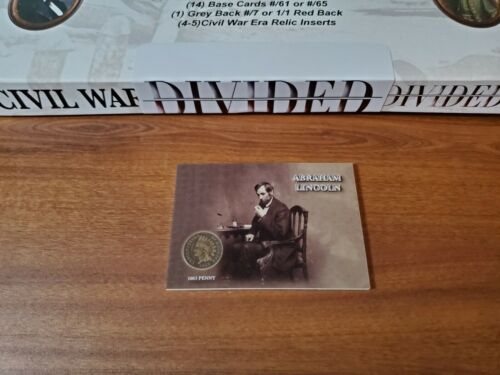 (14) Base Cards #/61 or #/65
(1) Grey Back #/7 or 1/1 Red Back
(4-5)Civil War Era Relic Inserts
CIVIL WAR
DIVIDED
DIVIDED
ABRAHAM
LINCOLN
1863 PENNY